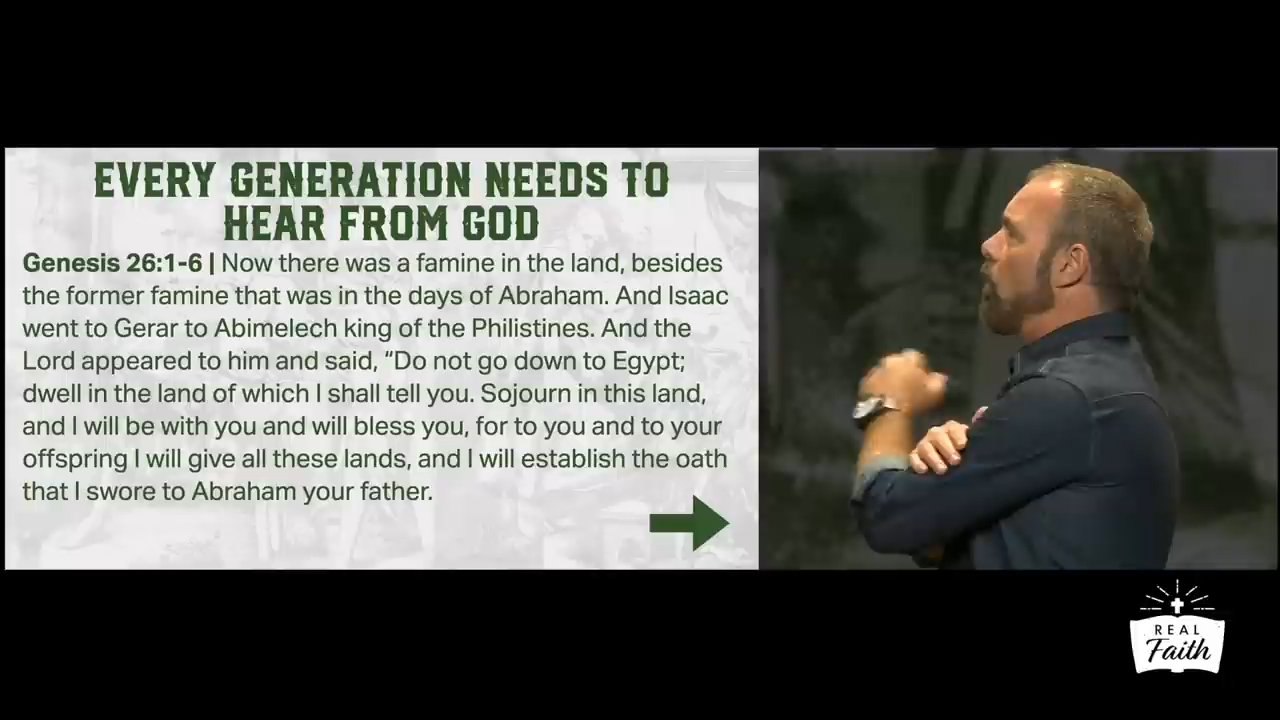 EVERY GENERATION NEEDS TO
HEAR FROM GOD
Genesis 26:1-6 | Now there was a famine in the land, besides
the former famine that was in the days of Abraham. And Isaac
went to Gerar to Abimelech king of the Philistines. And the
Lord appeared to him and said, “Do not go down to Egypt;
dwell in the land of which I shall tell you. Sojourn in this land,
and I will be with you and will bless you, for to you and to your
offspring I will give all these lands, and I will establish the oath
that I swore to Abraham your father.
REAL
Faith